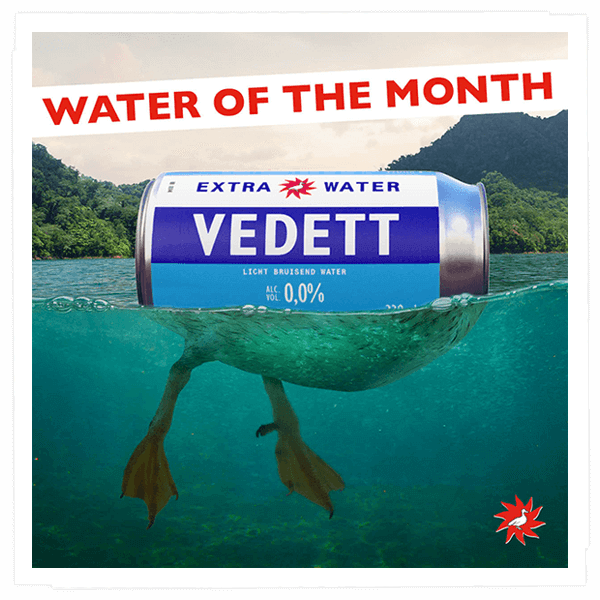 WATER OF THE MONTH
EXTRA WATER
VEDETT
LICHT BRUISEND WATER
ALC.
VOL. 0,0%